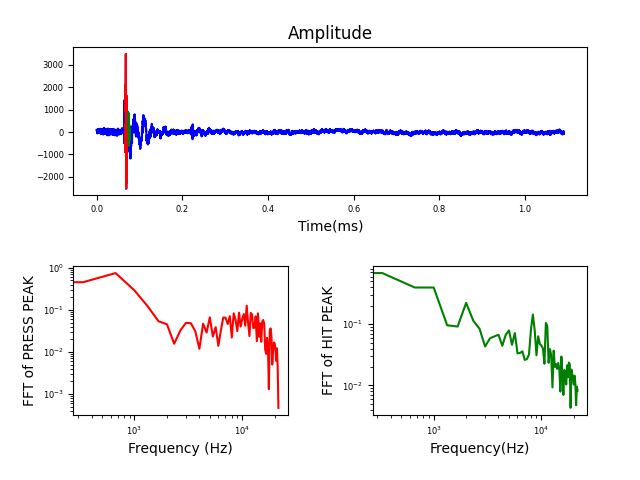 Amplitude
3000
2000
1000
0
−1000
−2000
0.0 0.2 0.4 0.6 0.8 1.0
Time(ms)
FFT of PRESS PEAK
10⁰
10⁻¹
10⁻²
10⁻³
10³ 10⁴
Frequency (Hz)
FFT of HIT PEAK
10⁻¹
10⁻²
10³ 10⁴
Frequency(Hz)